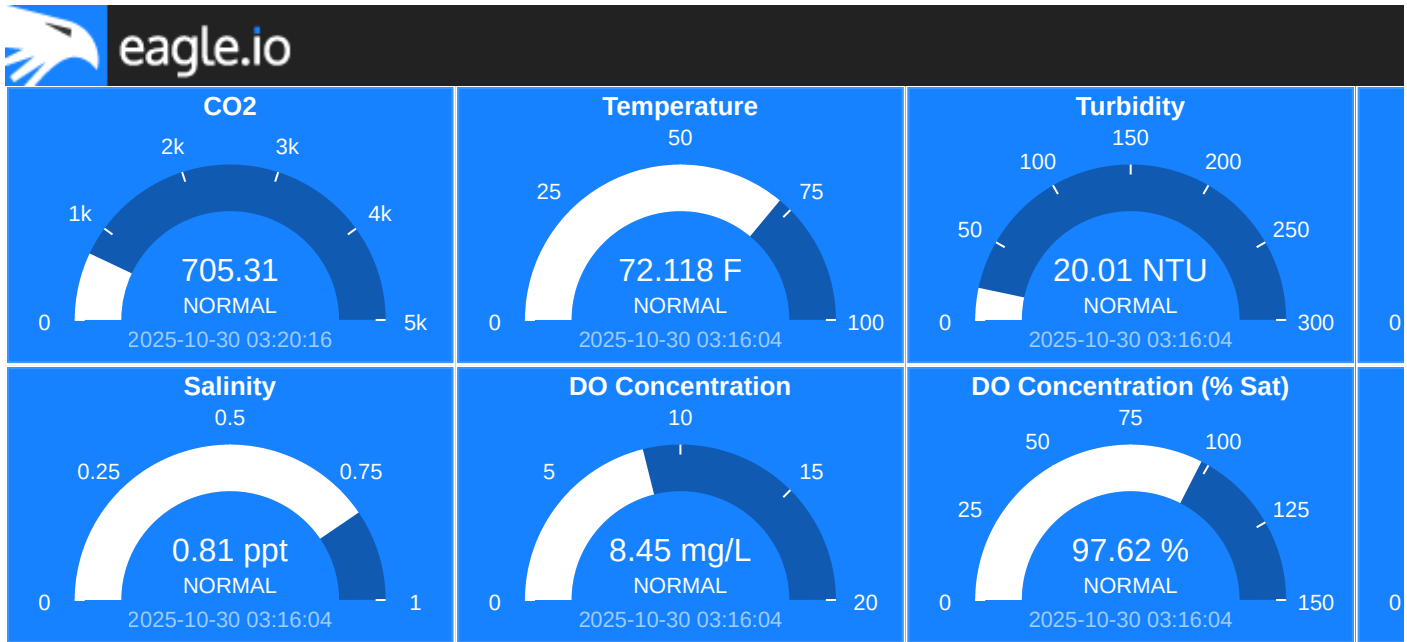 eagle.io
CO2
2k
3k
1k
4k
705.31
NORMAL
0
5k
2025-10-30 03:20:16
Temperature
50
25
75
72.118 F
NORMAL
0
100
2025-10-30 03:16:04
Turbidity
150
100
200
50
250
20.01 NTU
NORMAL
0
300
2025-10-30 03:16:04
0
Salinity
0.5
0.25
0.75
0.81 ppt
NORMAL
0
1
2025-10-30 03:16:04
DO Concentration
10
5
15
8.45 mg/L
NORMAL
0
20
2025-10-30 03:16:04
DO Concentration (% Sat)
75
50
100
25
125
97.62 %
NORMAL
0
150
2025-10-30 03:16:04
0